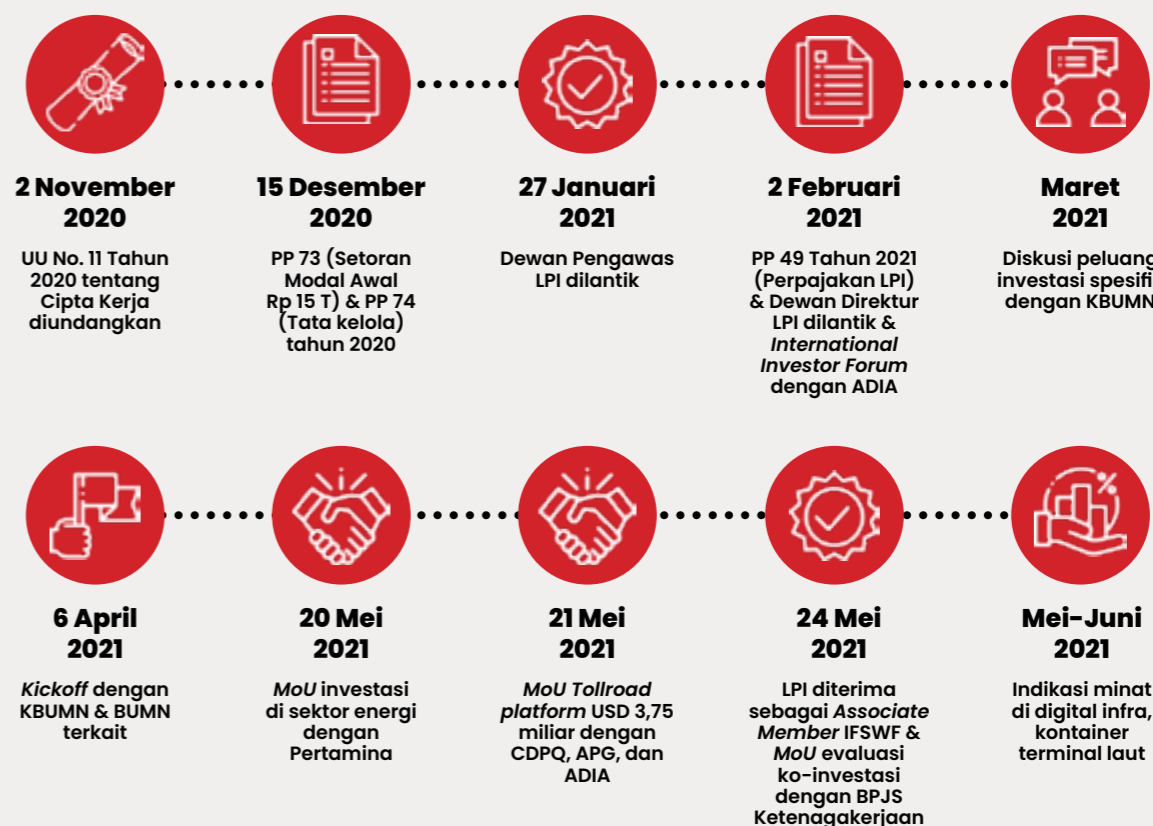 2 November
2020
UU No. 11 Tahun
2020 tentang
Cipta Kerja
diundangkan
15 Desember
2020
PP 73 (Setoran
Modal Awal
Rp 15 T) & PP 74
(Tata kelola)
tahun 2020
27 Januari
2021
Dewan Pengawas
LPI dilantik
2 Februari
2021
PP 49 Tahun 2021
(Perpajakan LPI)
& Dewan Direktur
LPI dilantik &
International
Investor Forum
dengan ADIA
Maret
2021
Diskusi peluang
investasi spesifi
dengan KBUMN
6 April
2021
Kickoff dengan
KBUMN & BUMN
terkait
20 Mei
2021
MoU investasi
di sektor energi
dengan
Pertamina
21 Mei
2021
MoU Tollroad
platform USD 3,75
miliar dengan
CDPQ, APG, dan
ADIA
24 Mei
2021
LPI diterima
sebagai Associate
Member IFSWF &
MoU evaluasi
ko-investasi
dengan BPJS
Ketenagakerjaan
Mei-Juni
2021
Indikasi minat
di digital infra,
kontainer
terminal laut